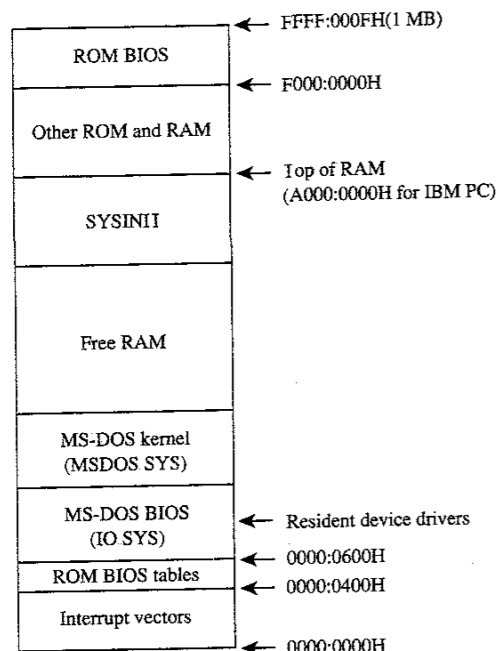 FFFF:000FH(1 MB)
ROM BIOS
F000:0000H
Other ROM and RAM
Top of RAM
(A000:0000H for IBM PC)
SYSINIT
Free RAM
MS-DOS kernel
(MSDOS SYS)
MS-DOS BIOS
(IO SYS)
Resident device drivers
0000:0600H
ROM BIOS tables
0000:0400H
Interrupt vectors
0000:0000H